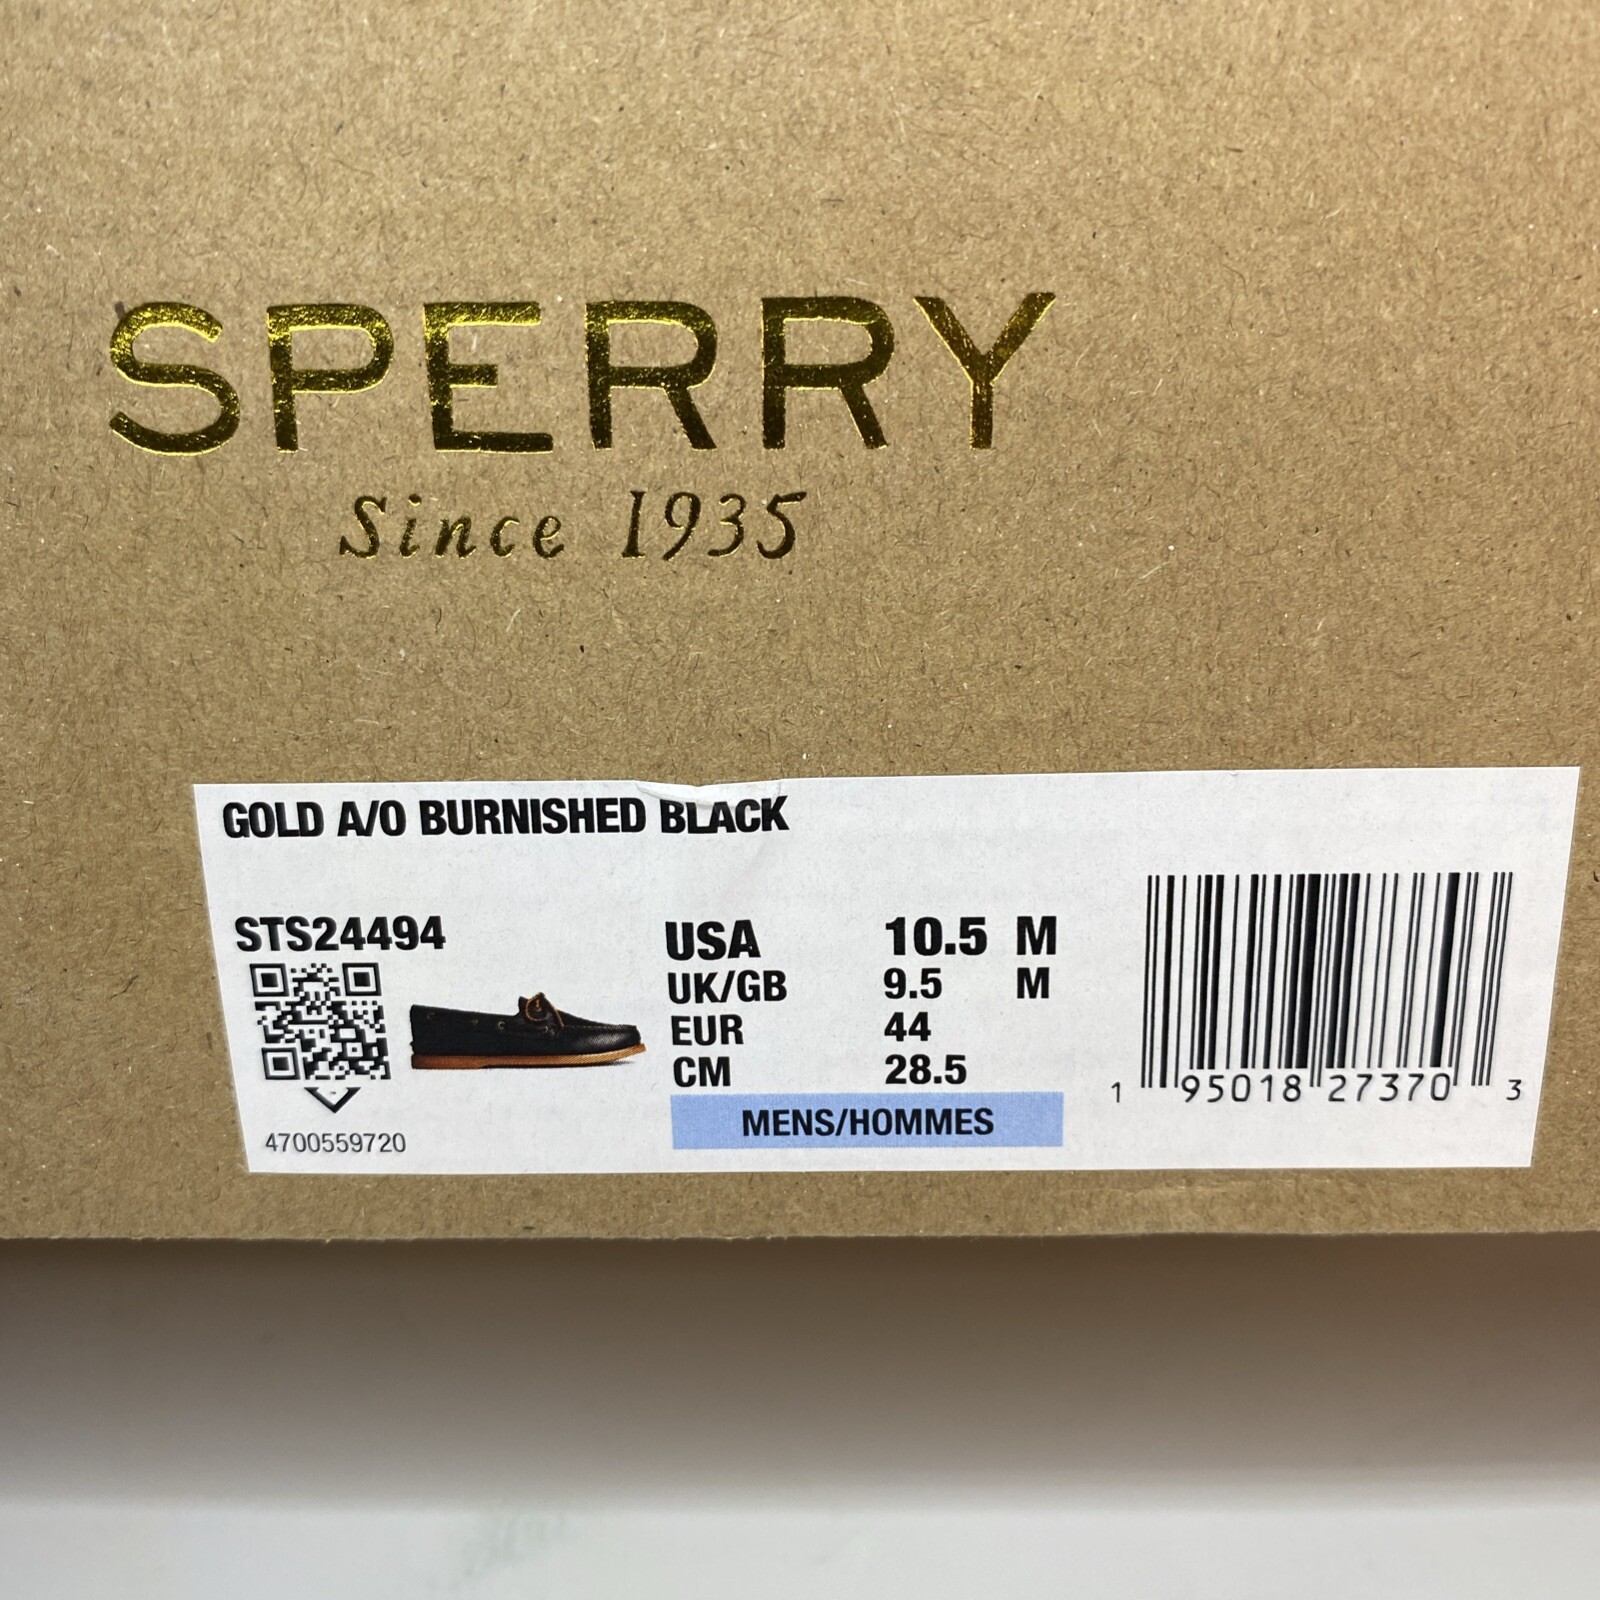 SPERRY
Since 1935
GOLD A/O BURNISHED BLACK
STS24494
4700559720
USA 10.5 M
UK/GB 9.5 M
EUR 44
CM 28.5
MENS/HOMMES
1 95018 27370 3